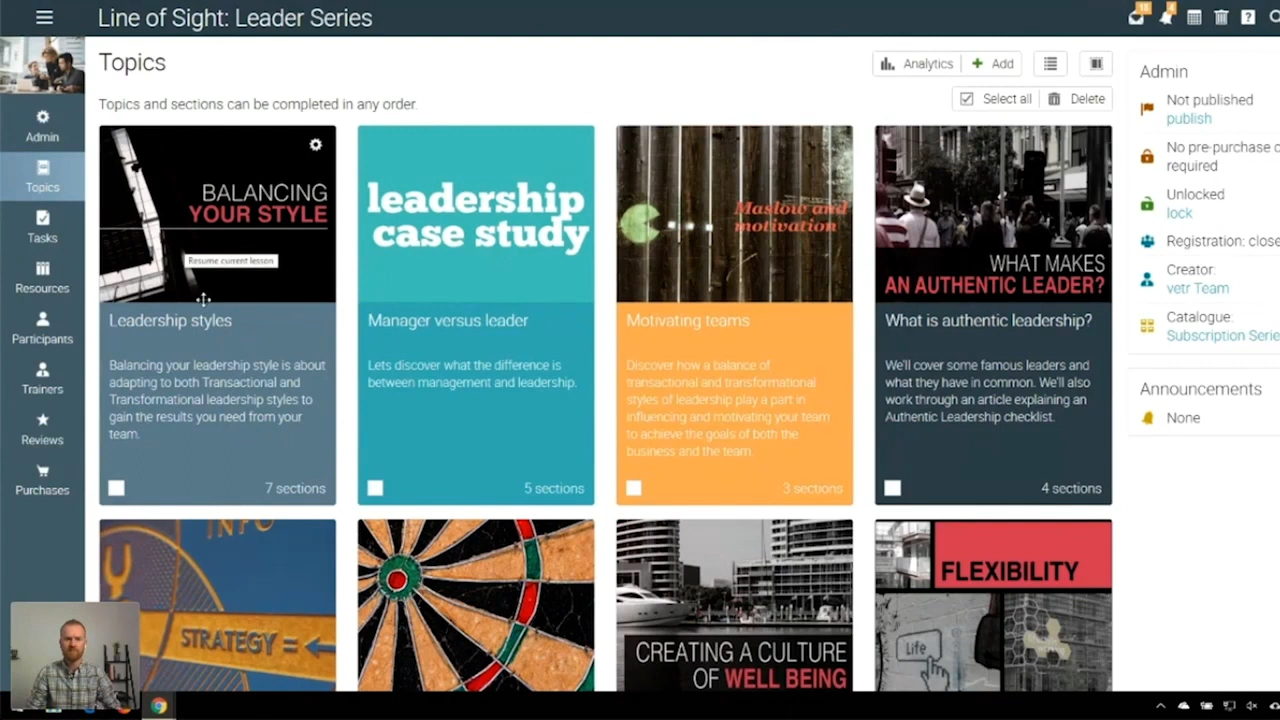 Line of Sight: Leader Series
18
4
Admin
Topics
Tasks
Resources
Participants
Trainers
Reviews
Purchases
Topics
Analytics
Add
Topics and sections can be completed in any order.
Select all
Delete
BALANCING
YOUR STYLE
Resume current lesson
Leadership styles
Balancing your leadership style is about
adapting to both Transactional and
Transformational leadership styles to
gain the results you need from your
team.
7 sections
leadership
case study
Manager versus leader
Lets discover what the difference is
between management and leadership.
5 sections
Maslow and
motivation
Motivating teams
Discover how a balance of
transactional and transformational
styles of leadership play a part in
influencing and motivating your team
to achieve the goals of both the
business and the team.
3 sections
WHAT MAKES
AN AUTHENTIC LEADER?
What is authentic leadership?
We'll cover some famous leaders and
what they have in common. We'll also
work through an article explaining an
Authentic Leadership checklist.
4 sections
INFO
STRATEGY =
CREATING A CULTURE
OF WELL BEING
FLEXIBILITY
Life
Admin
Not published
publish
No pre-purchase
required
Unlocked
lock
Registration: close
Creator:
vetr Team
Catalogue:
Subscription Serie
Announcements
None